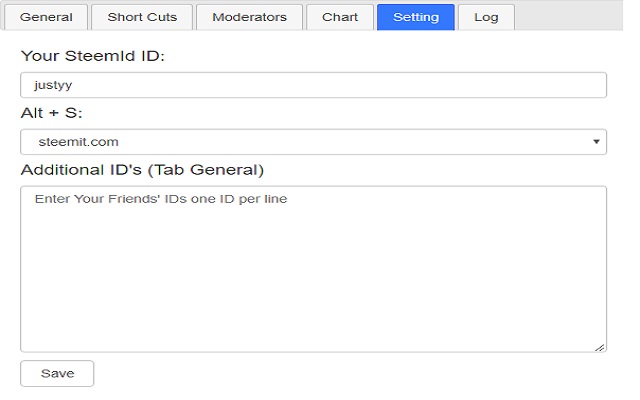 General Short Cuts Moderators Chart Setting Log
Your SteemId ID:
justyy
Alt + S:
steemit.com
Additional ID's (Tab General)
Enter Your Friends' IDs one ID per line
Save